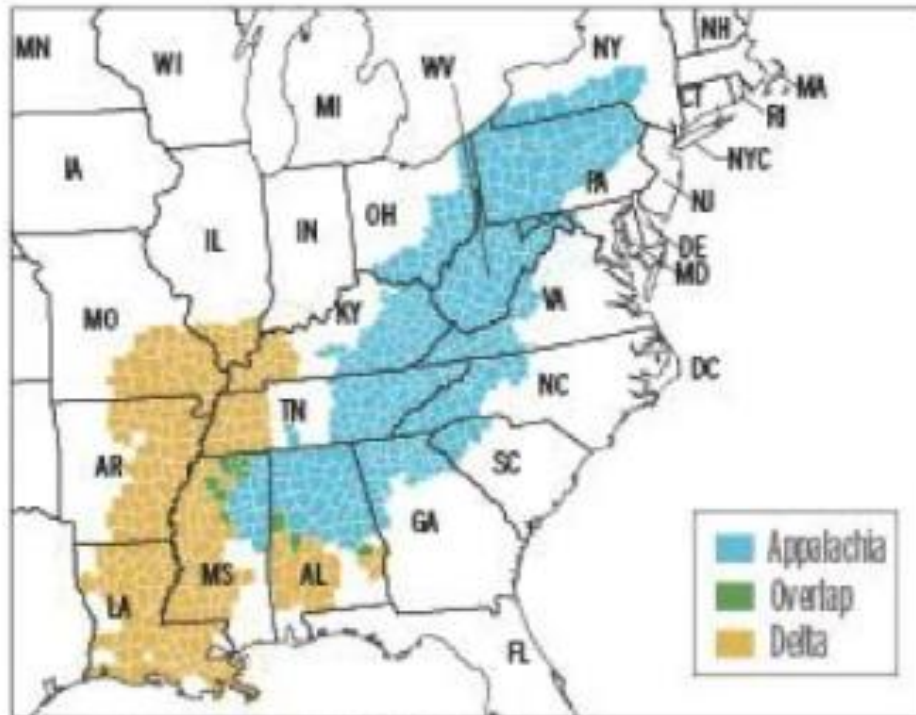 MN
WI
MI
WV
NY
NH
MA
CT
RI
NYC
IA
IL
IN
OH
PA
NJ
DE
MD
MO
KY
VA
DC
TN
NC
AR
SC
MS
AL
GA
LA
FL
Appalachia
Overlap
Delta